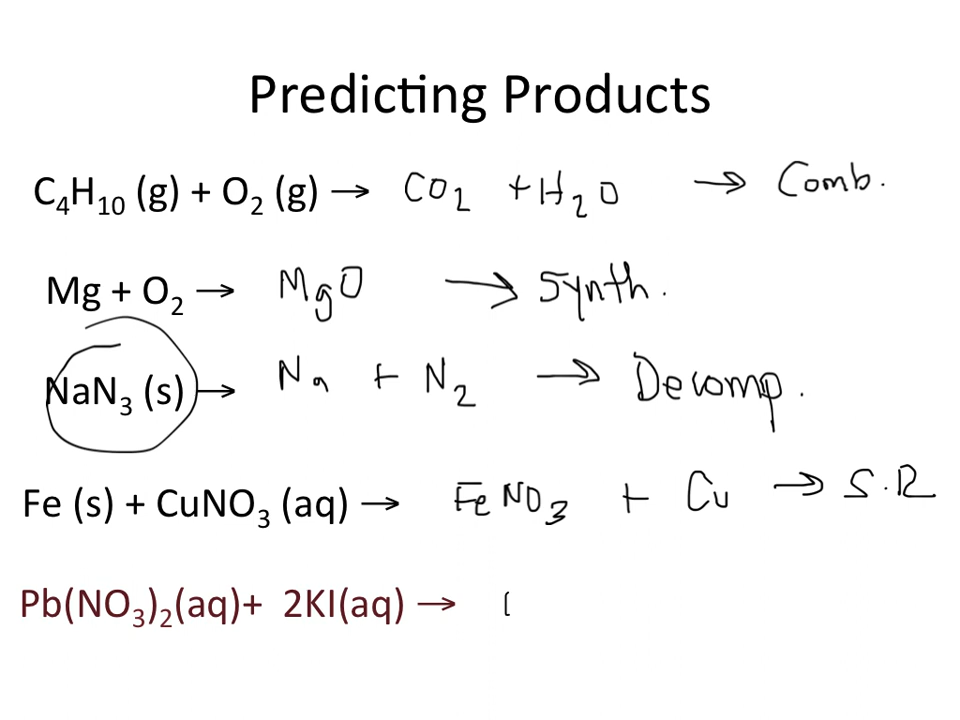 Predicting Products
C₄H₁₀ (g) + O₂ (g) → CO₂ + H₂O → Comb.
Mg + O₂ → MgO → Synth.
NaN₃ (s) → Na + N₂ → Decomp.
Fe (s) + CuNO₃ (aq) → FeNO₃ + Cu → S.R
Pb(NO₃)₂(aq)+ 2KI(aq) →